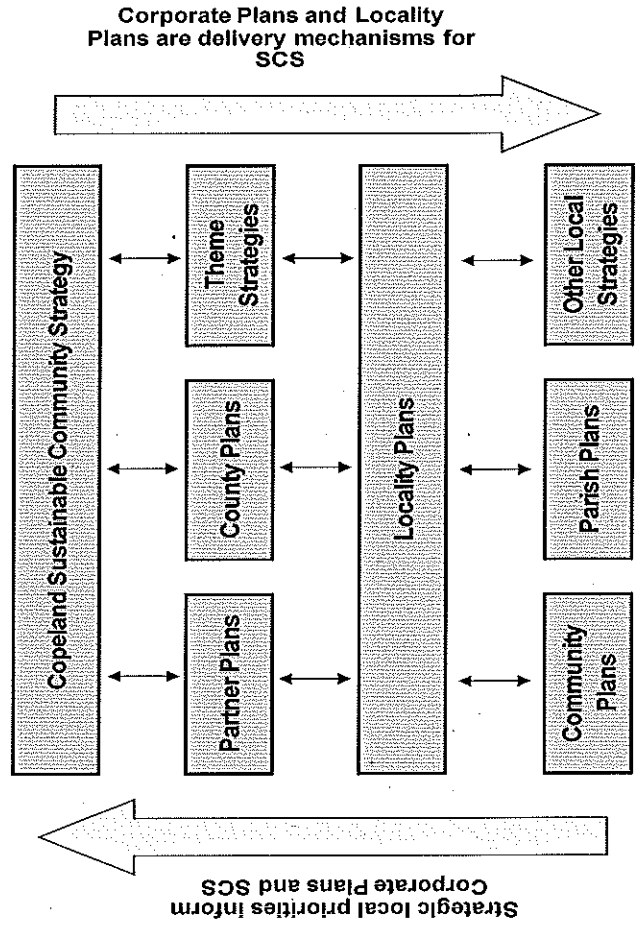 Corporate Plans and Locality
Plans are delivery mechanisms for
SCS
Copeland Sustainable Community Strategy
Partner Plans
County Plans
Theme
Strategies
Locality Plans
Community
Plans
Parish Plans
Other Local
Strategies
Strategic local priorities inform
Corporate Plans and SCS